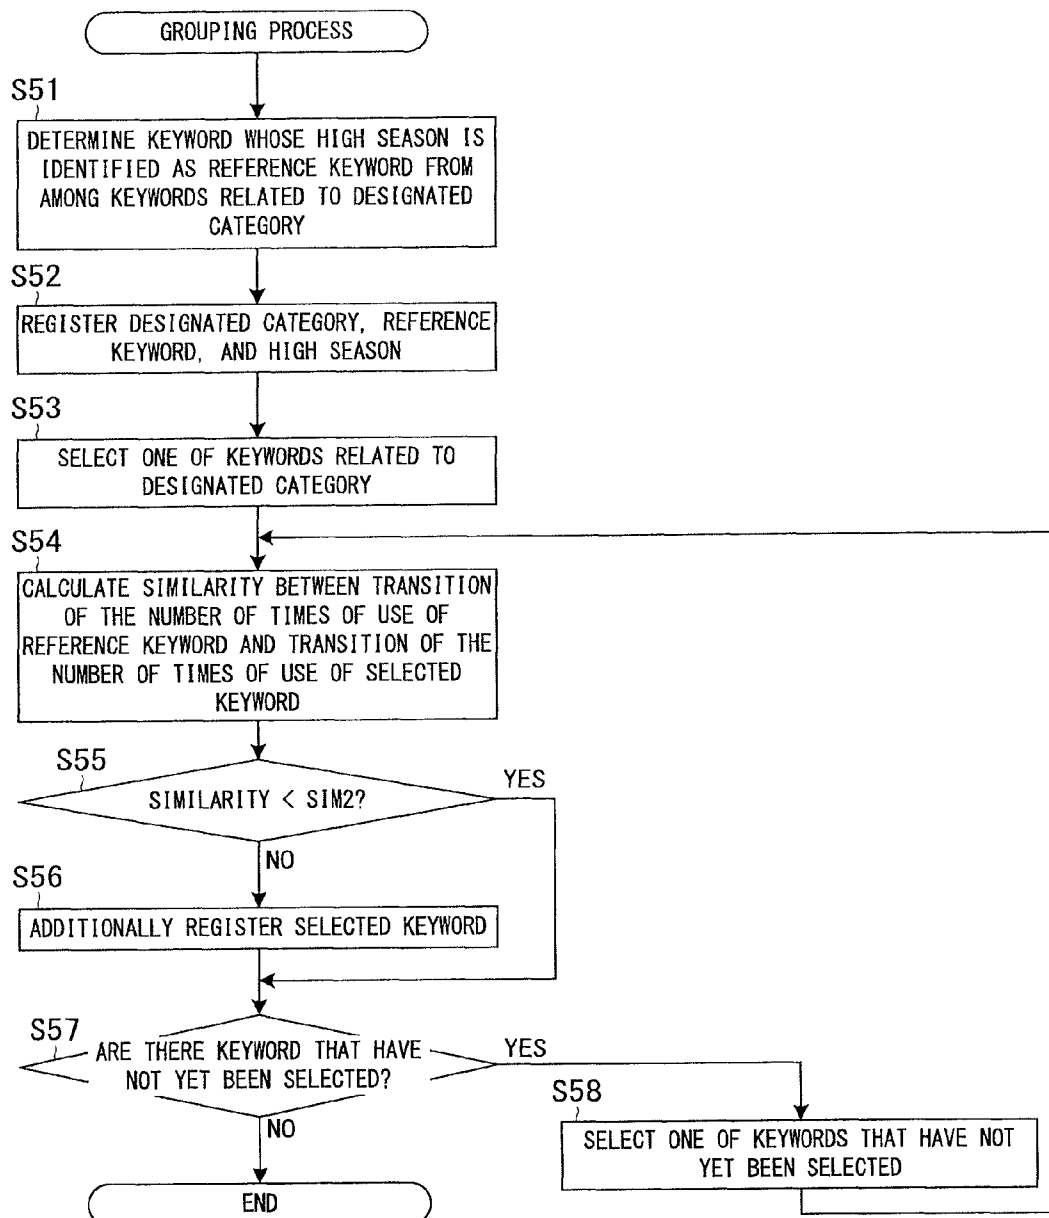 GROUPING PROCESS
S51
DETERMINE KEYWORD WHOSE HIGH SEASON IS
IDENTIFIED AS REFERENCE KEYWORD FROM
AMONG KEYWORDS RELATED TO DESIGNATED
CATEGORY
S52
REGISTER DESIGNATED CATEGORY, REFERENCE
KEYWORD, AND HIGH SEASON
S53
SELECT ONE OF KEYWORDS RELATED TO
DESIGNATED CATEGORY
S54
CALCULATE SIMILARITY BETWEEN TRANSITION
OF THE NUMBER OF TIMES OF USE OF
REFERENCE KEYWORD AND TRANSITION OF THE
NUMBER OF TIMES OF USE OF SELECTED
KEYWORD
S55
SIMILARITY < SIM2?
YES
NO
S56
ADDITIONALLY REGISTER SELECTED KEYWORD
S57
ARE THERE KEYWORD THAT HAVE
NOT YET BEEN SELECTED?
YES
NO
S58
SELECT ONE OF KEYWORDS THAT HAVE NOT
YET BEEN SELECTED
END